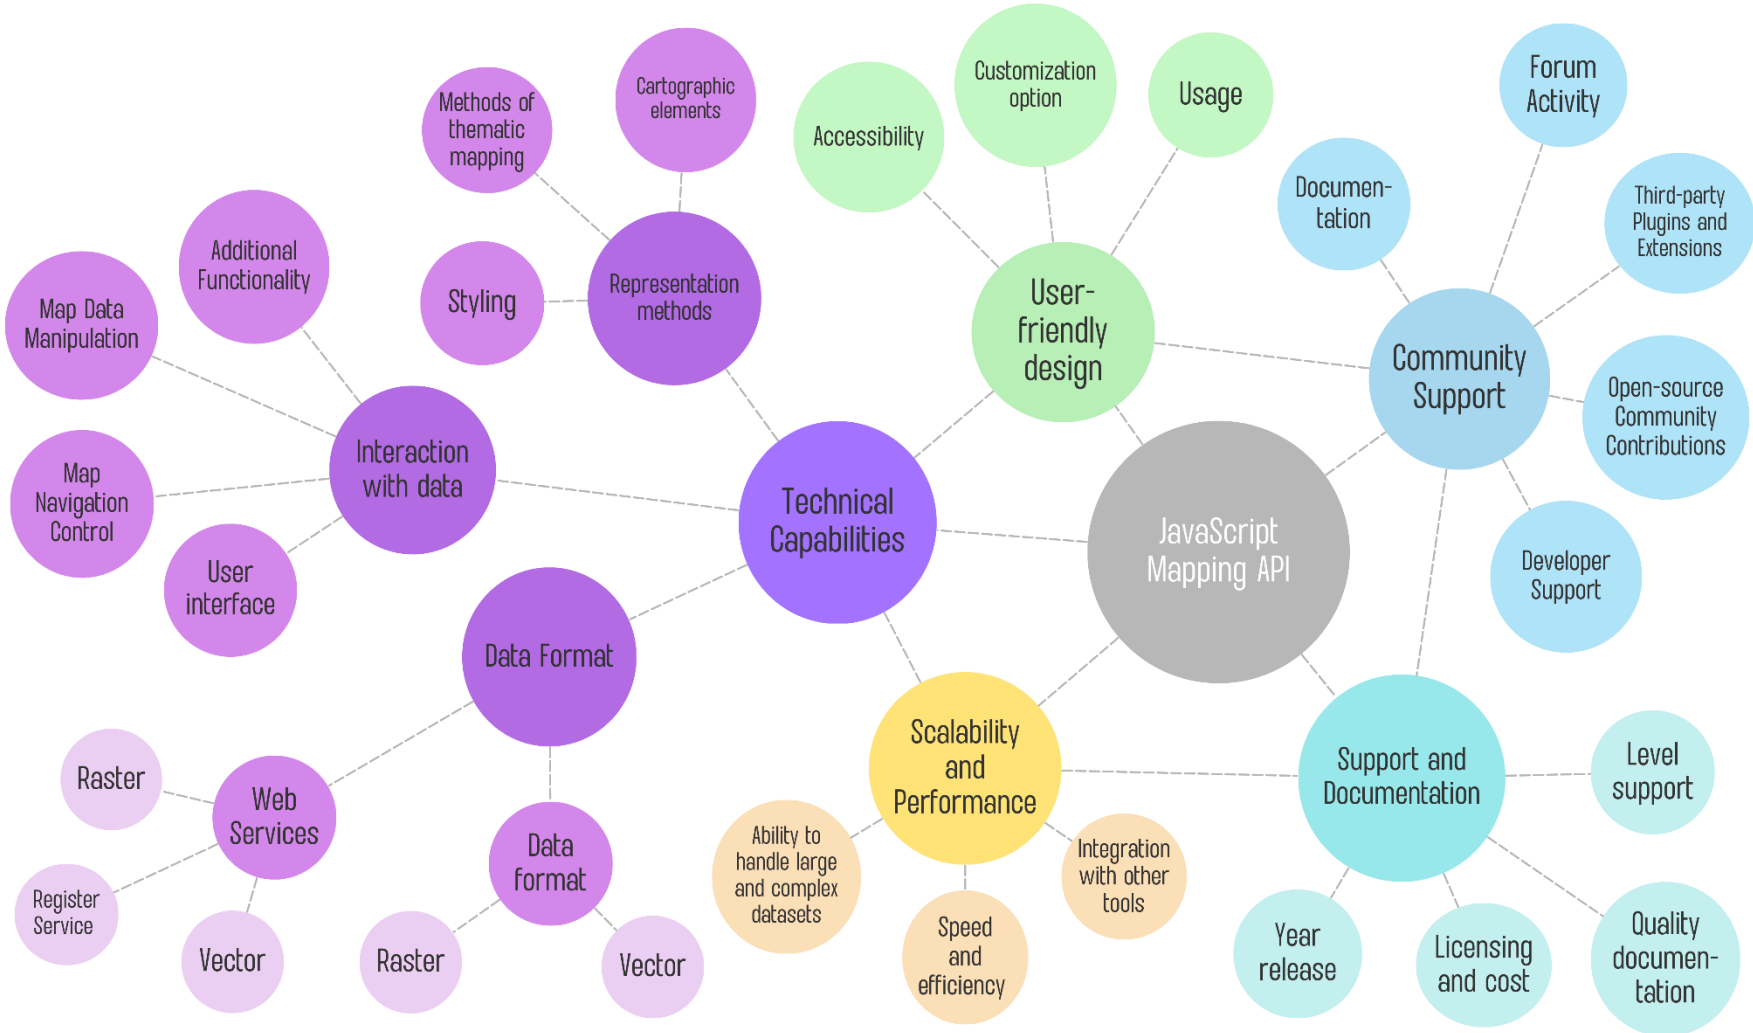 Methods of
thematic
mapping
Cartographic
elements
Styling
Representation
methods
Additional
Functionality
Map Data
Manipulation
Map
Navigation
Control
User
interface
Interaction
with data
Accessibility
Customization
option
Usage
User-
friendly
design
Forum
Activity
Documen-
tation
Third-party
Plugins and
Extensions
Community
Support
Open-source
Community
Contributions
Developer
Support
Technical
Capabilities
JavaScript
Mapping API
Data Format
Raster
Web
Services
Register
Service
Vector
Data
format
Raster
Vector
Scalability
and
Performance
Ability to
handle large
and complex
datasets
Speed
and
efficiency
Integration
with other
tools
Support and
Documentation
Level
support
Year
release
Licensing
and cost
Quality
documen-
tation